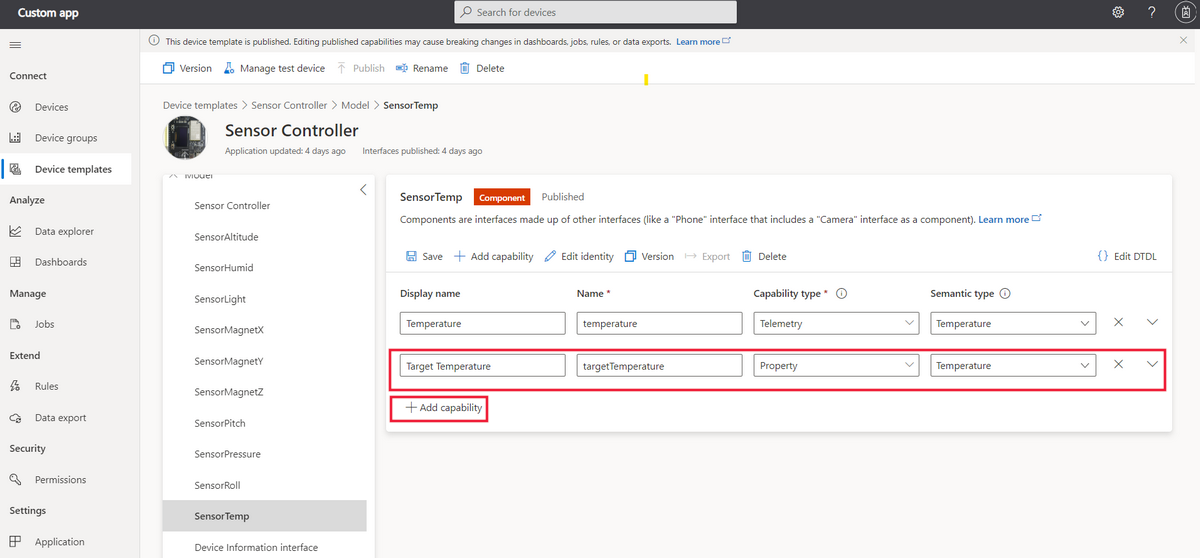 Custom app
Search for devices
?
This device template is published. Editing published capabilities may cause breaking changes in dashboards, jobs, rules, or data exports. Learn more
Version
Manage test device
Publish
Rename
Delete
Connect
Devices
Device groups
Device templates
Analyze
Data explorer
Dashboards
Manage
Jobs
Extend
Rules
Data export
Security
Permissions
Settings
Application
Device templates > Sensor Controller > Model > SensorTemp
Sensor Controller
Application updated: 4 days ago
Interfaces published: 4 days ago
Model
Sensor Controller
SensorAltitude
SensorHumid
SensorLight
SensorMagnetX
SensorMagnetY
SensorMagnetZ
SensorPitch
SensorPressure
SensorRoll
SensorTemp
Device Information interface
SensorTemp
Component
Published
Components are interfaces made up of other interfaces (like a "Phone" interface that includes a "Camera" interface as a component). Learn more
Save
Add capability
Edit identity
Version
Export
Delete
{} Edit DTDL
Display name
Name *
Capability type *
Semantic type
Temperature
temperature
Telemetry
Temperature
Target Temperature
targetTemperature
Property
Temperature
+ Add capability